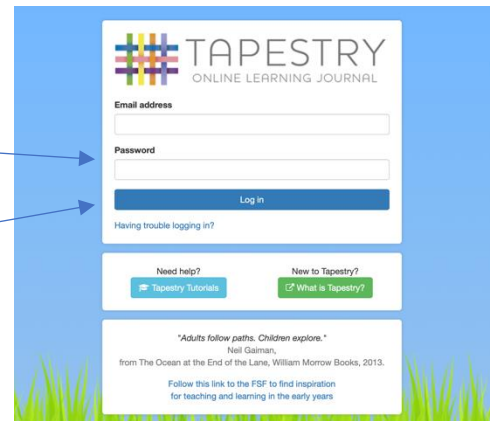 TAPESTRY
ONLINE LEARNING JOURNAL
Email address
Password
Log in
Having trouble logging in?
Need help?
New to Tapestry?
Tapestry Tutorials
What is Tapestry?
"Adults follow paths. Children explore."
Neil Gaiman,
from The Ocean at the End of the Lane, William Morrow Books, 2013.
Follow this link to the FSF to find inspiration
for teaching and learning in the early years